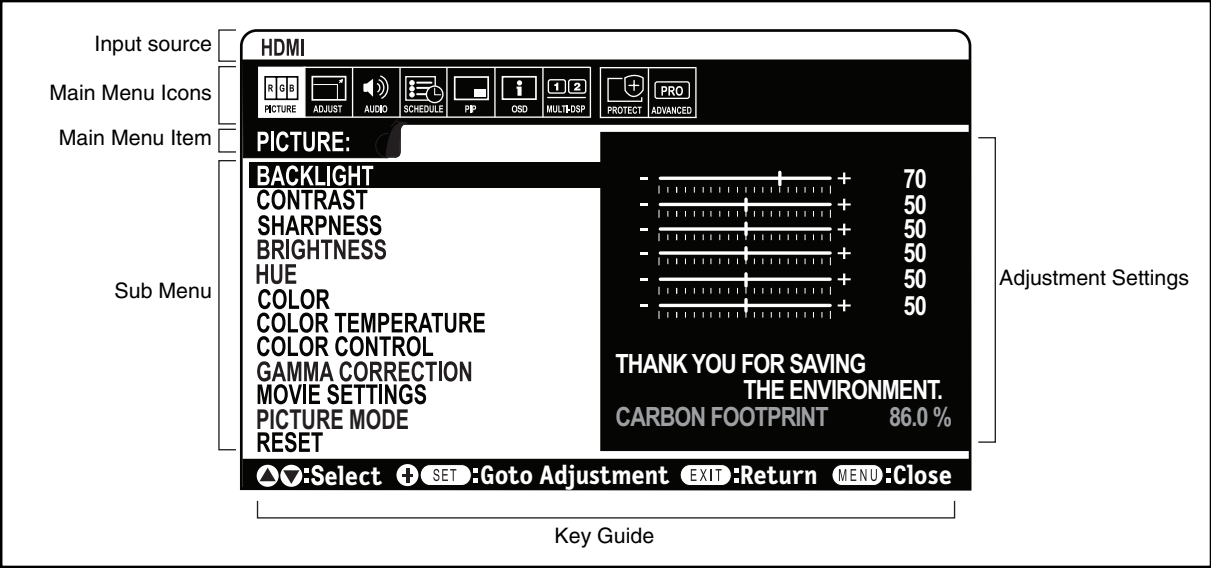 Input source
HDMI
Main Menu Icons
R G B
PICTURE
ADJUST
AUDIO
SCHEDULE
PIP
OSD
1 2
MULTI-DSP
PROTECT
PRO
ADVANCED
Main Menu Item
PICTURE:
Sub Menu
BACKLIGHT - + 70
CONTRAST - + 50
SHARPNESS - + 50
BRIGHTNESS - + 50
HUE - + 50
COLOR - + 50
COLOR TEMPERATURE
COLOR CONTROL
GAMMA CORRECTION
MOVIE SETTINGS
PICTURE MODE
RESET
THANK YOU FOR SAVING
THE ENVIRONMENT.
CARBON FOOTPRINT 86.0 %
Adjustment Settings
:Select + SET :Goto Adjustment EXIT :Return MENU :Close
Key Guide